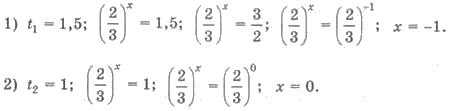 1) t₁ = 1,5; (2/3)ˣ = 1,5; (2/3)ˣ = 3/2; (2/3)ˣ = (2/3)⁻¹; x = –1.
2) t₂ = 1; (2/3)ˣ = 1; (2/3)ˣ = (2/3)⁰; x = 0.